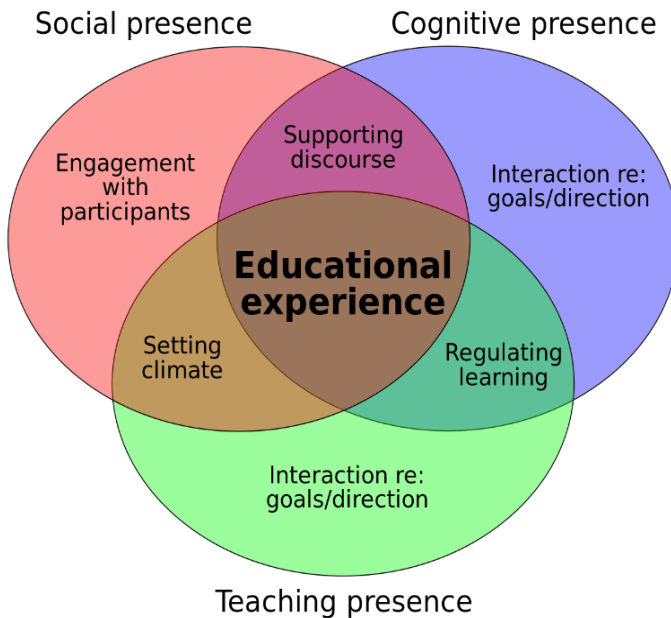 Social presence
Cognitive presence
Supporting
discourse
Engagement
with
participants
Interaction re:
goals/direction
Educational
experience
Setting
climate
Regulating
learning
Interaction re:
goals/direction
Teaching presence